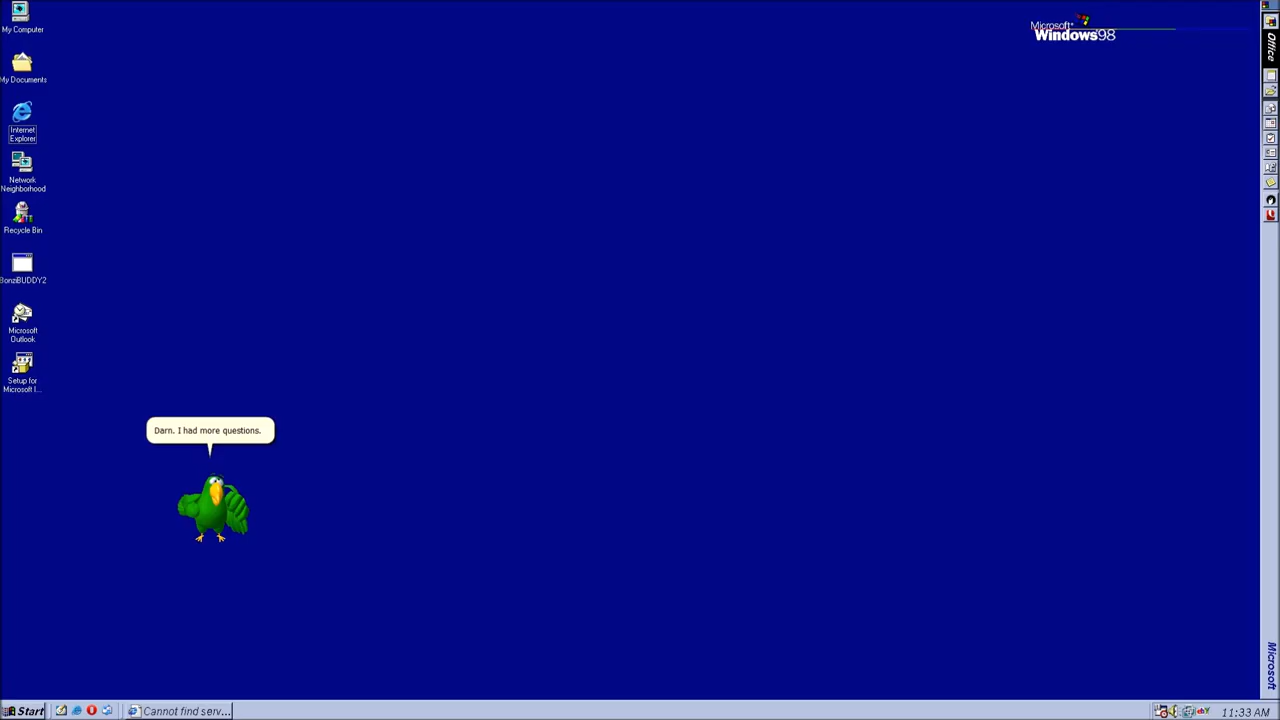 My Computer
My Documents
Internet
Explorer
Network
Neighborhood
Recycle Bin
BonziBUDDY2
Microsoft
Outlook
Setup for
Microsoft I...
Microsoft
Windows98
Office
Microsoft
Darn. I had more questions.
Start
Cannot find serv...
11:33 AM